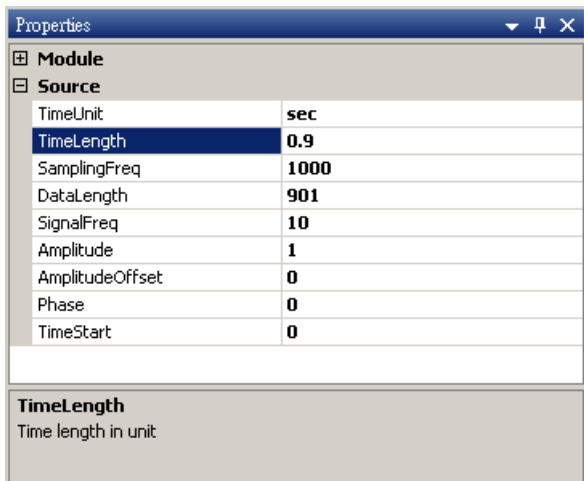 Properties
Module
Source
TimeUnit sec
TimeLength 0.9
SamplingFreq 1000
DataLength 901
SignalFreq 10
Amplitude 1
AmplitudeOffset 0
Phase 0
TimeStart 0
TimeLength
Time length in unit